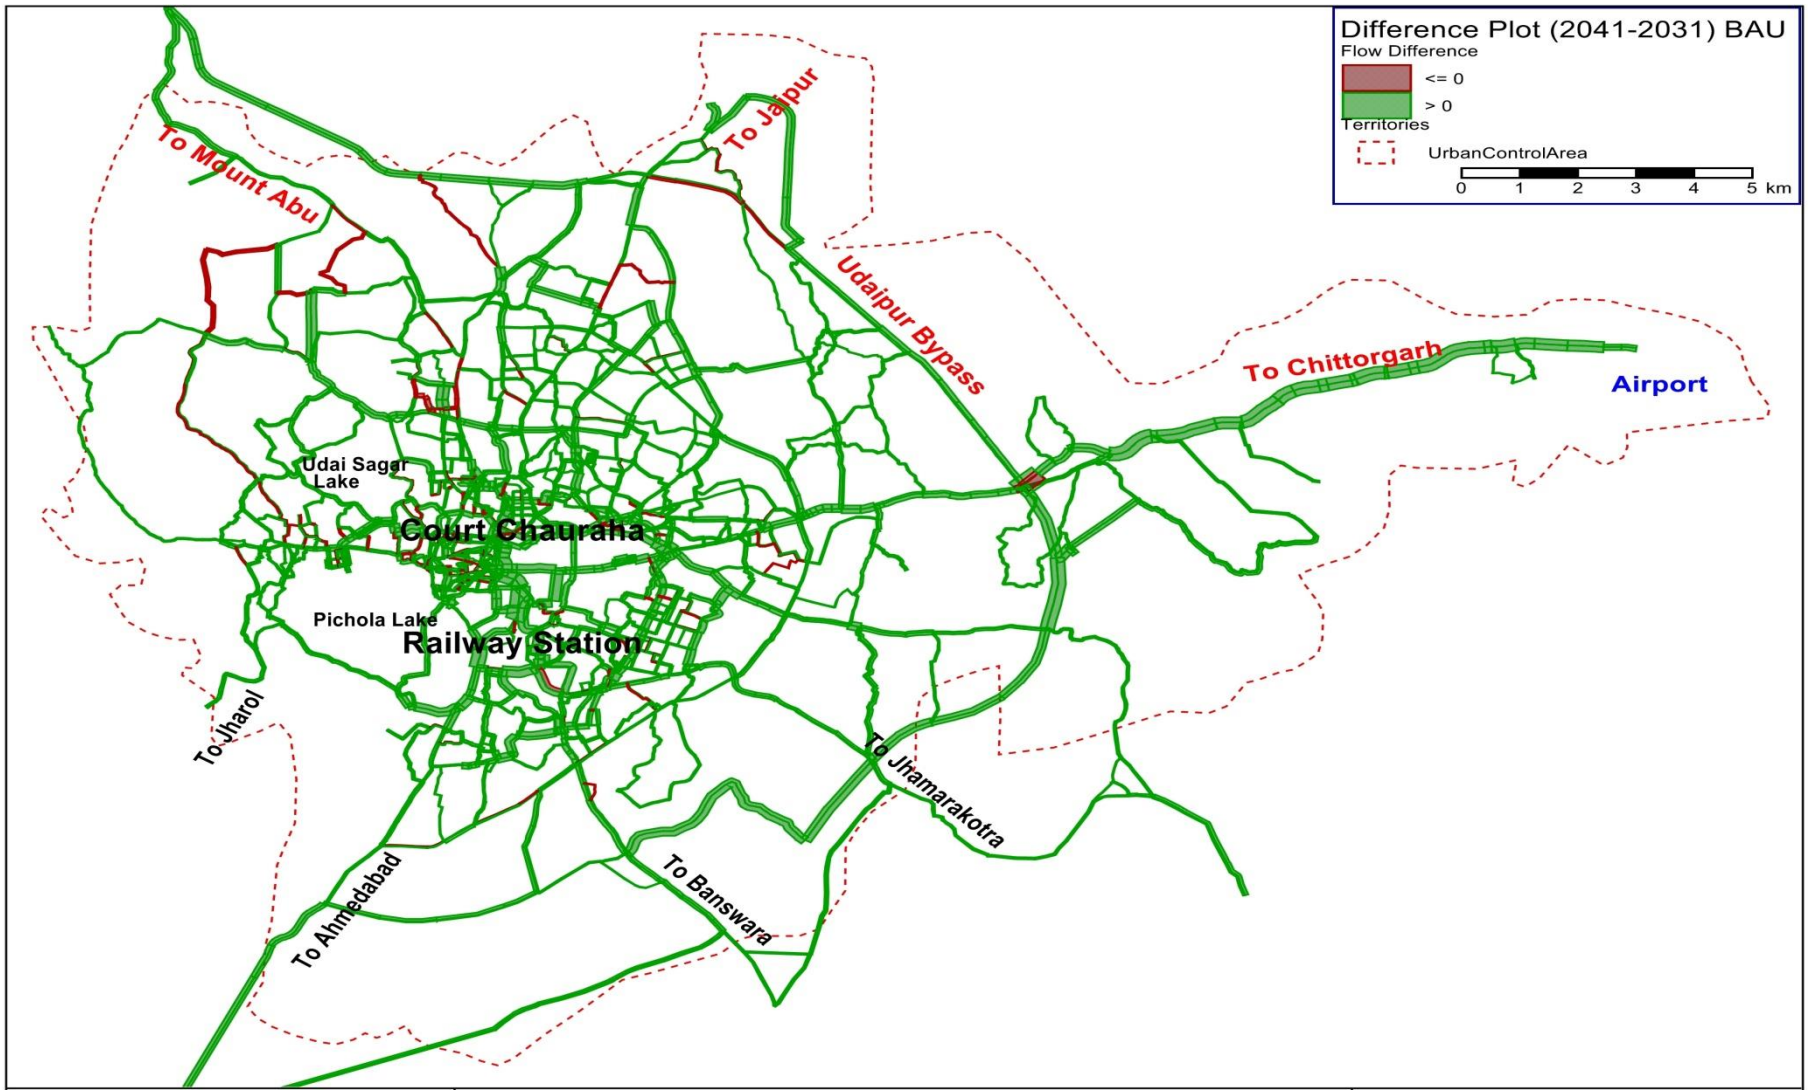 Difference Plot (2041-2031) BAU
Flow Difference
<= 0
> 0
Territories
UrbanControlArea
0 1 2 3 4 5 km
To Jaipur
To Mount Abu
Udaipur Bypass
To Chittorgarh
Airport
Udai Sagar
Lake
Court Chauraha
Pichola Lake
Railway Station
To Jharol
To Jhamarakotra
To Ahmedabad
To Banswara